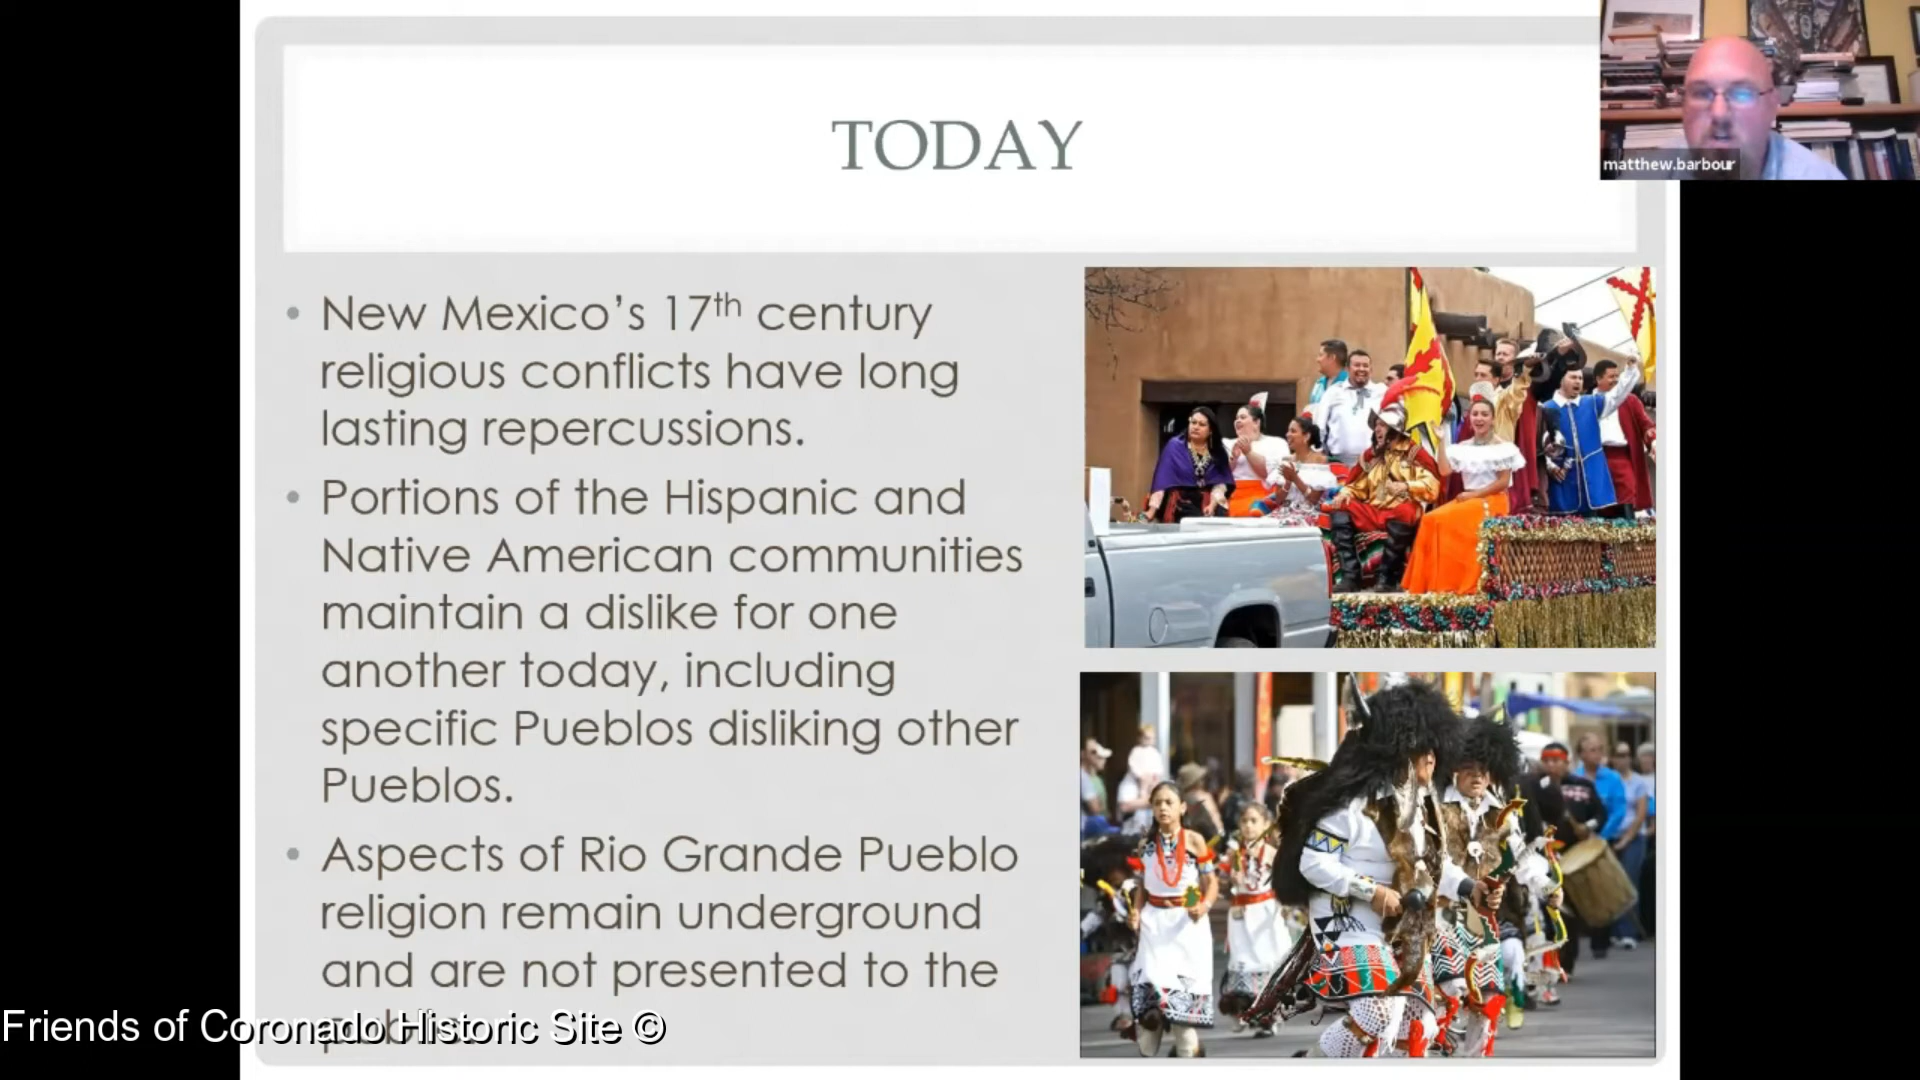 TODAY
matthew.barbour
• New Mexico’s 17th century
religious conflicts have long
lasting repercussions.
• Portions of the Hispanic and
Native American communities
maintain a dislike for one
another today, including
specific Pueblos disliking other
Pueblos.
• Aspects of Rio Grande Pueblo
religion remain underground
and are not presented to the
Friends of Coronado Historic Site ©